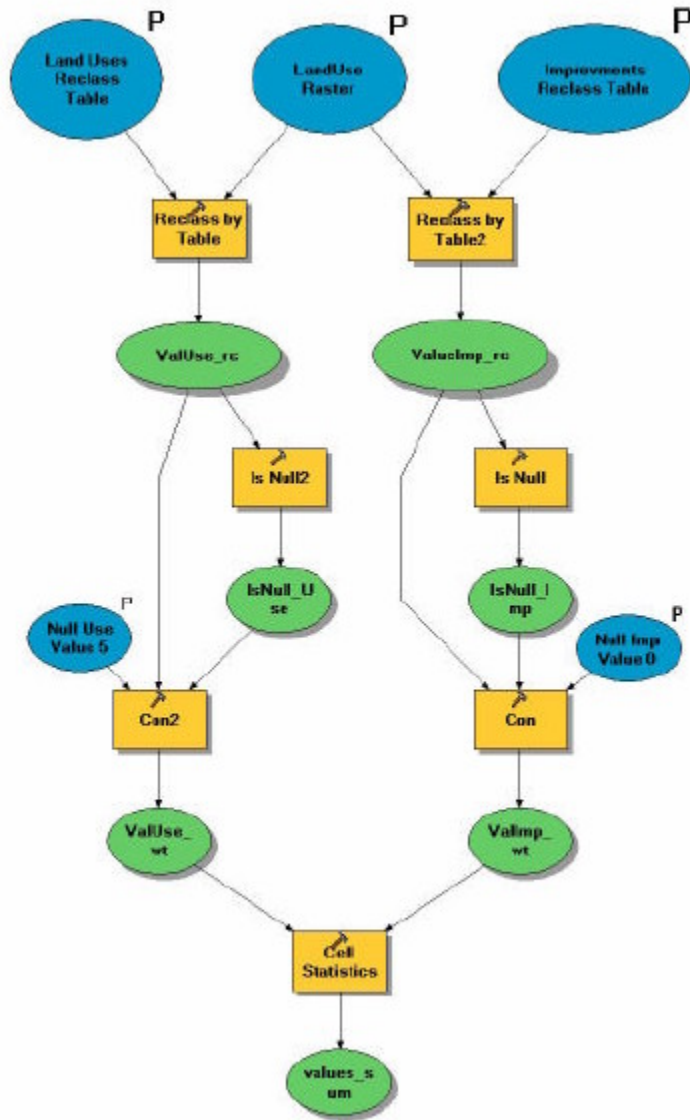 P
P
P
Land Uses
Reclass
Table
LandUse
Raster
Improvments
Reclass Table
Reclass by
Table
Reclass by
Table2
ValUse_rc
ValueImp_rc
Is Null2
Is Null
IsNull_U
se
IsNull_I
mp
P
Null Use
Value 5
P
Null Imp
Value 0
Con2
Con
ValUse_
wt
ValImp_
wt
Cell
Statistics
values_s
um